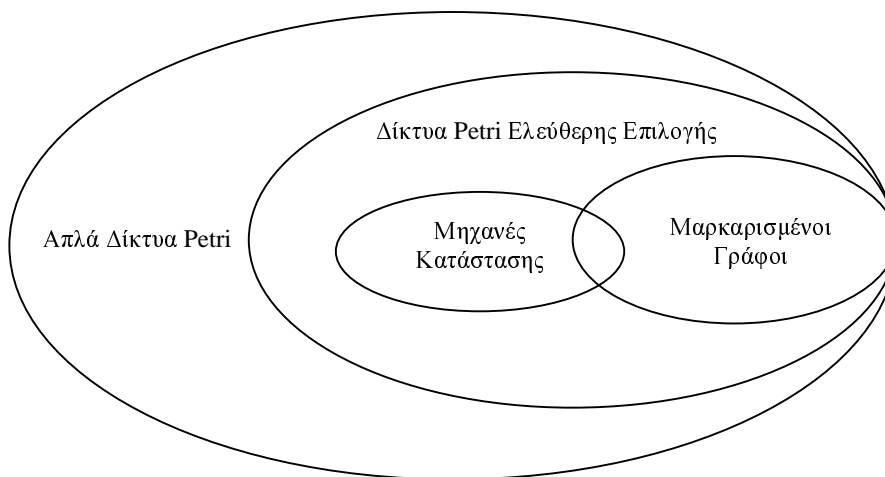 Δίκτυα Petri Ελεύθερης Επιλογής
Απλά Δίκτυα Petri
Μηχανές
Κατάστασης
Μαρκαρισμένοι
Γράφοι